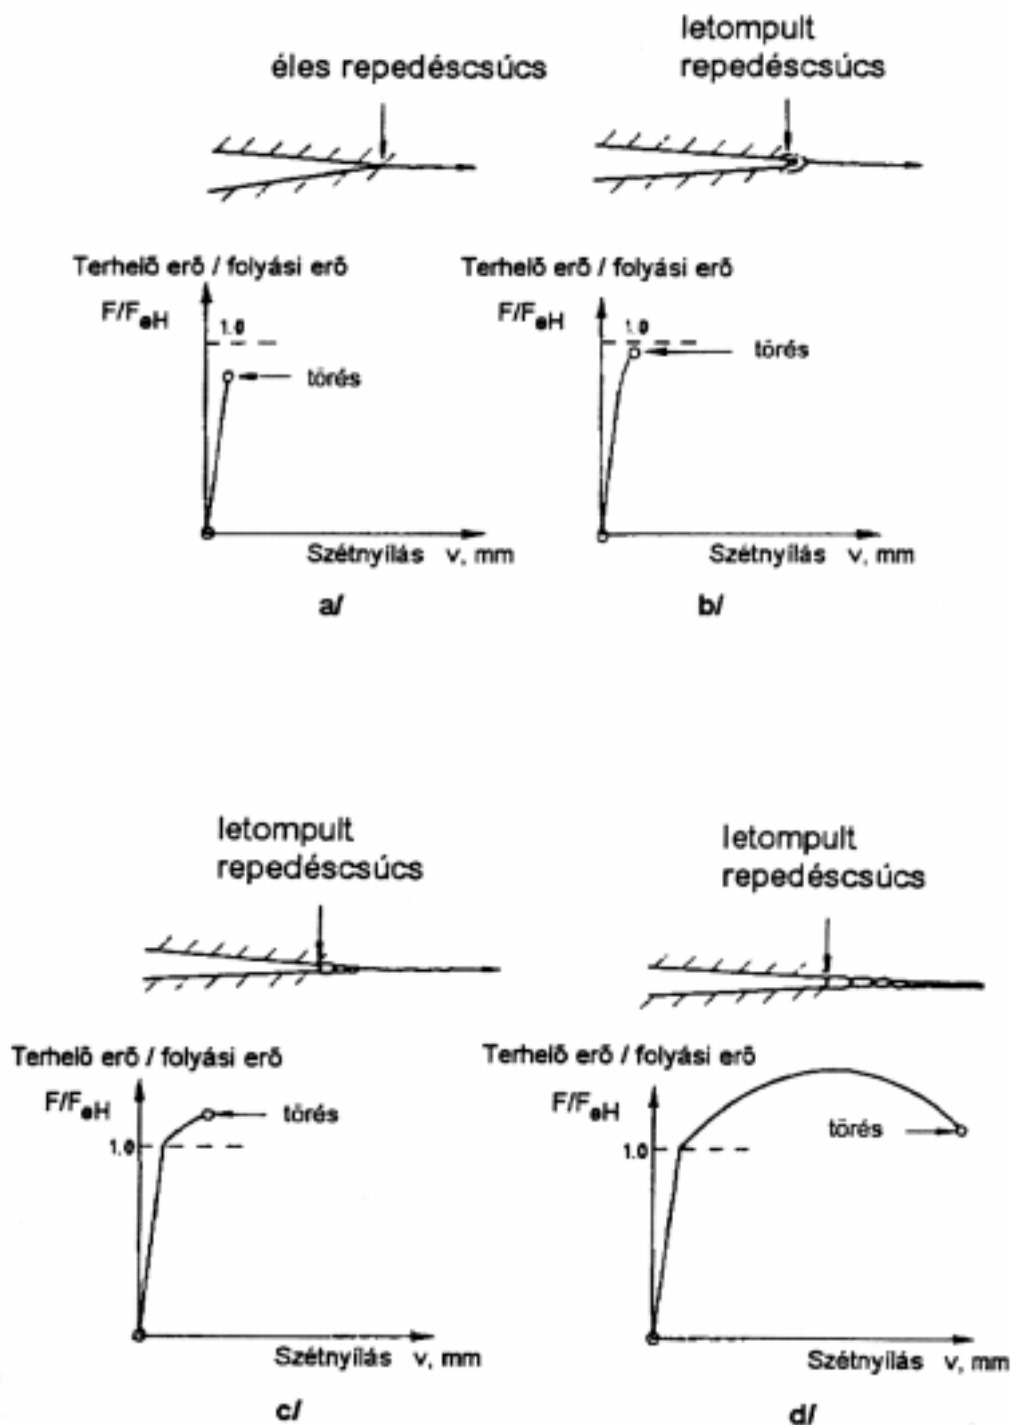 éles repedéscsúcs
letompult
repedéscsúcs
Terhelő erő / folyási erő
F/FeH
1.0
törés
Szétnyílás v, mm
a/
Terhelő erő / folyási erő
F/FeH
1.0
törés
Szétnyílás v, mm
b/
letompult
repedéscsúcs
Terhelő erő / folyási erő
F/FeH
1.0
törés
Szétnyílás v, mm
c/
letompult
repedéscsúcs
Terhelő erő / folyási erő
F/FeH
1.0
törés
Szétnyílás v, mm
d/